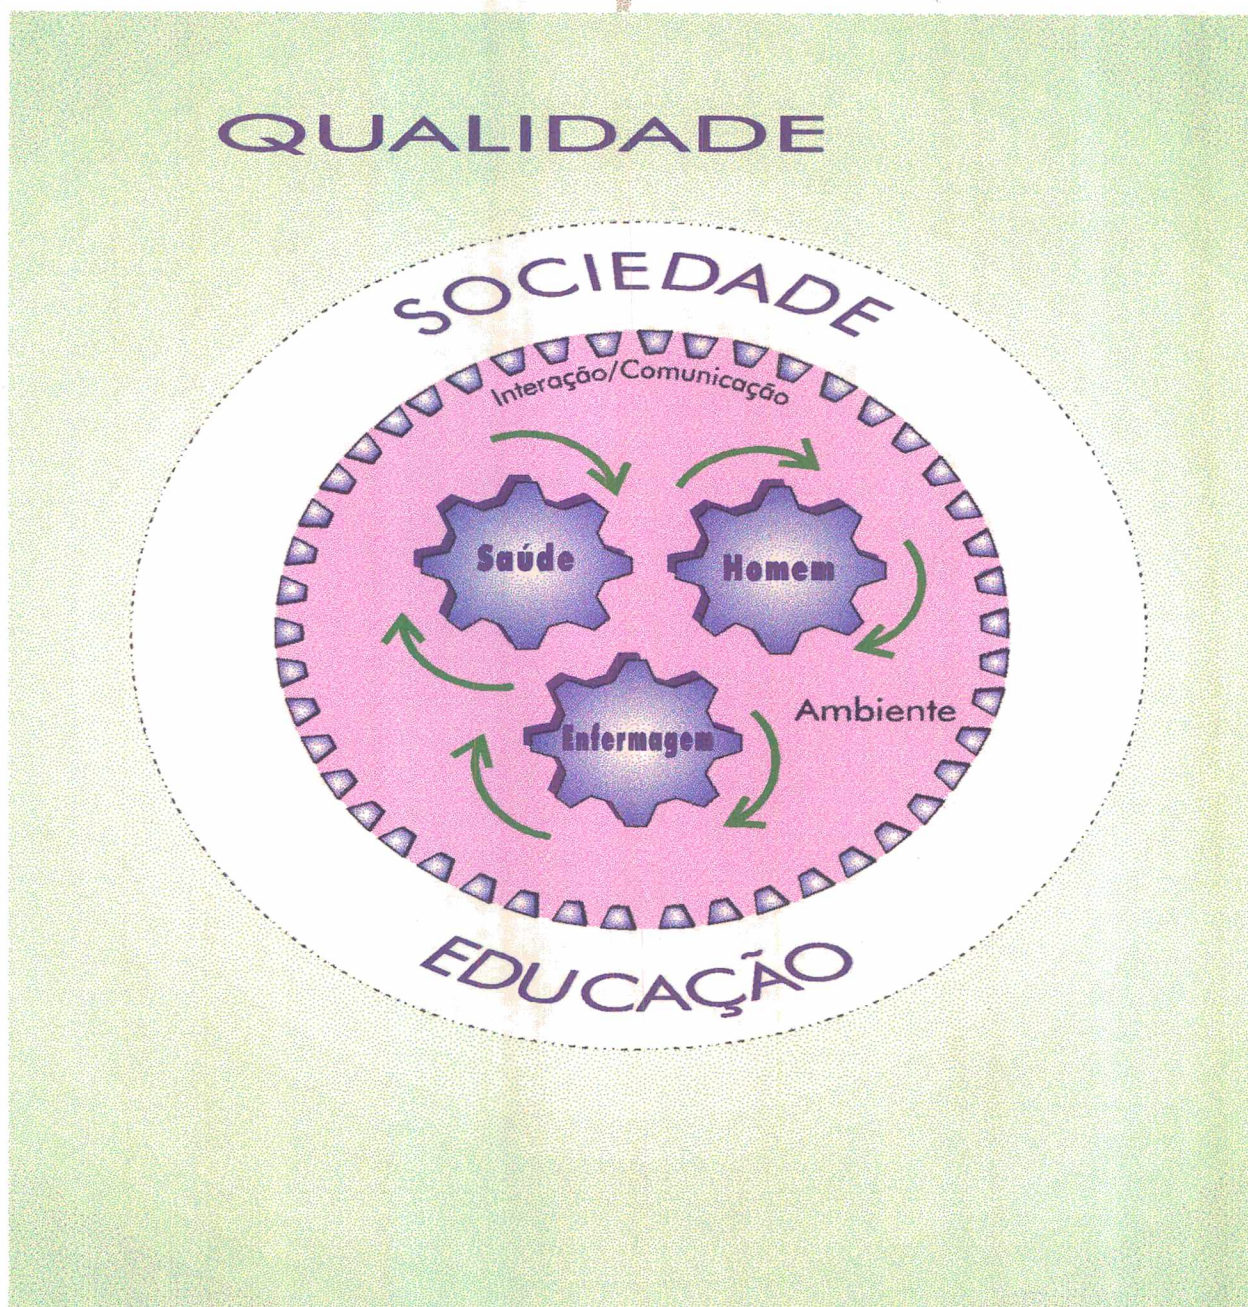 QUALIDADE
SOCIEDADE
Interação/Comunicação
Saúde
Homem
Enfermagem
Ambiente
EDUCAÇÃO